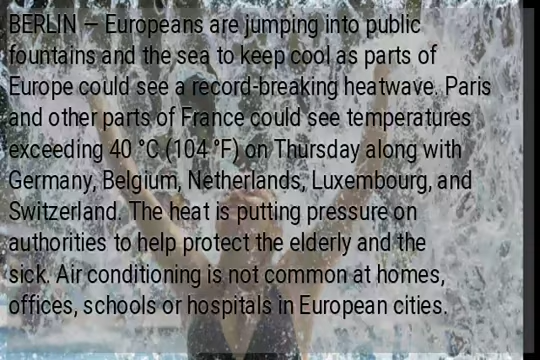 BERLIN — Europeans are jumping into public
fountains and the sea to keep cool as parts of
Europe could see a record-breaking heatwave. Paris
and other parts of France could see temperatures
exceeding 40 °C (104 °F) on Thursday along with
Germany, Belgium, Netherlands, Luxembourg, and
Switzerland. The heat is putting pressure on
authorities to help protect the elderly and the
sick. Air conditioning is not common at homes,
offices, schools or hospitals in European cities.